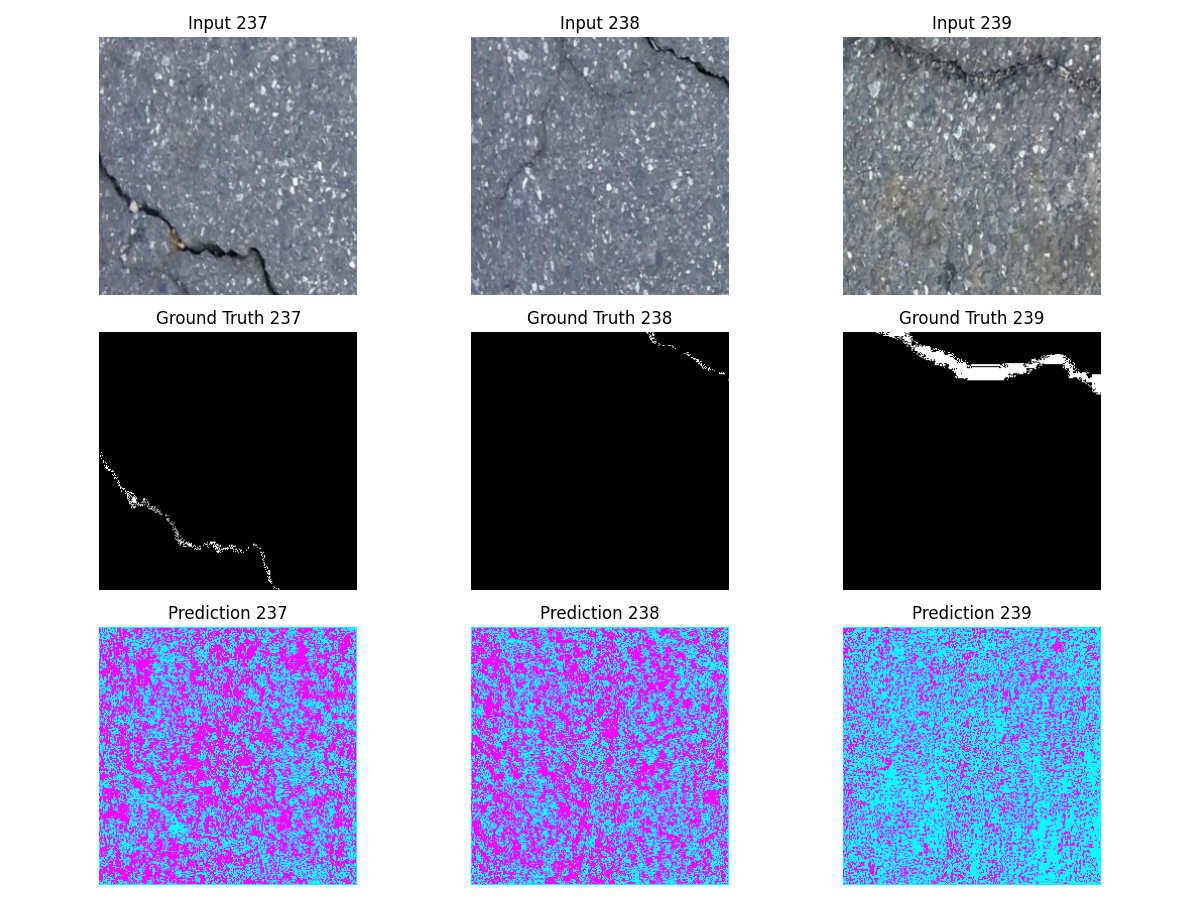 Input 237
Input 238
Input 239
Ground Truth 237
Ground Truth 238
Ground Truth 239
Prediction 237
Prediction 238
Prediction 239